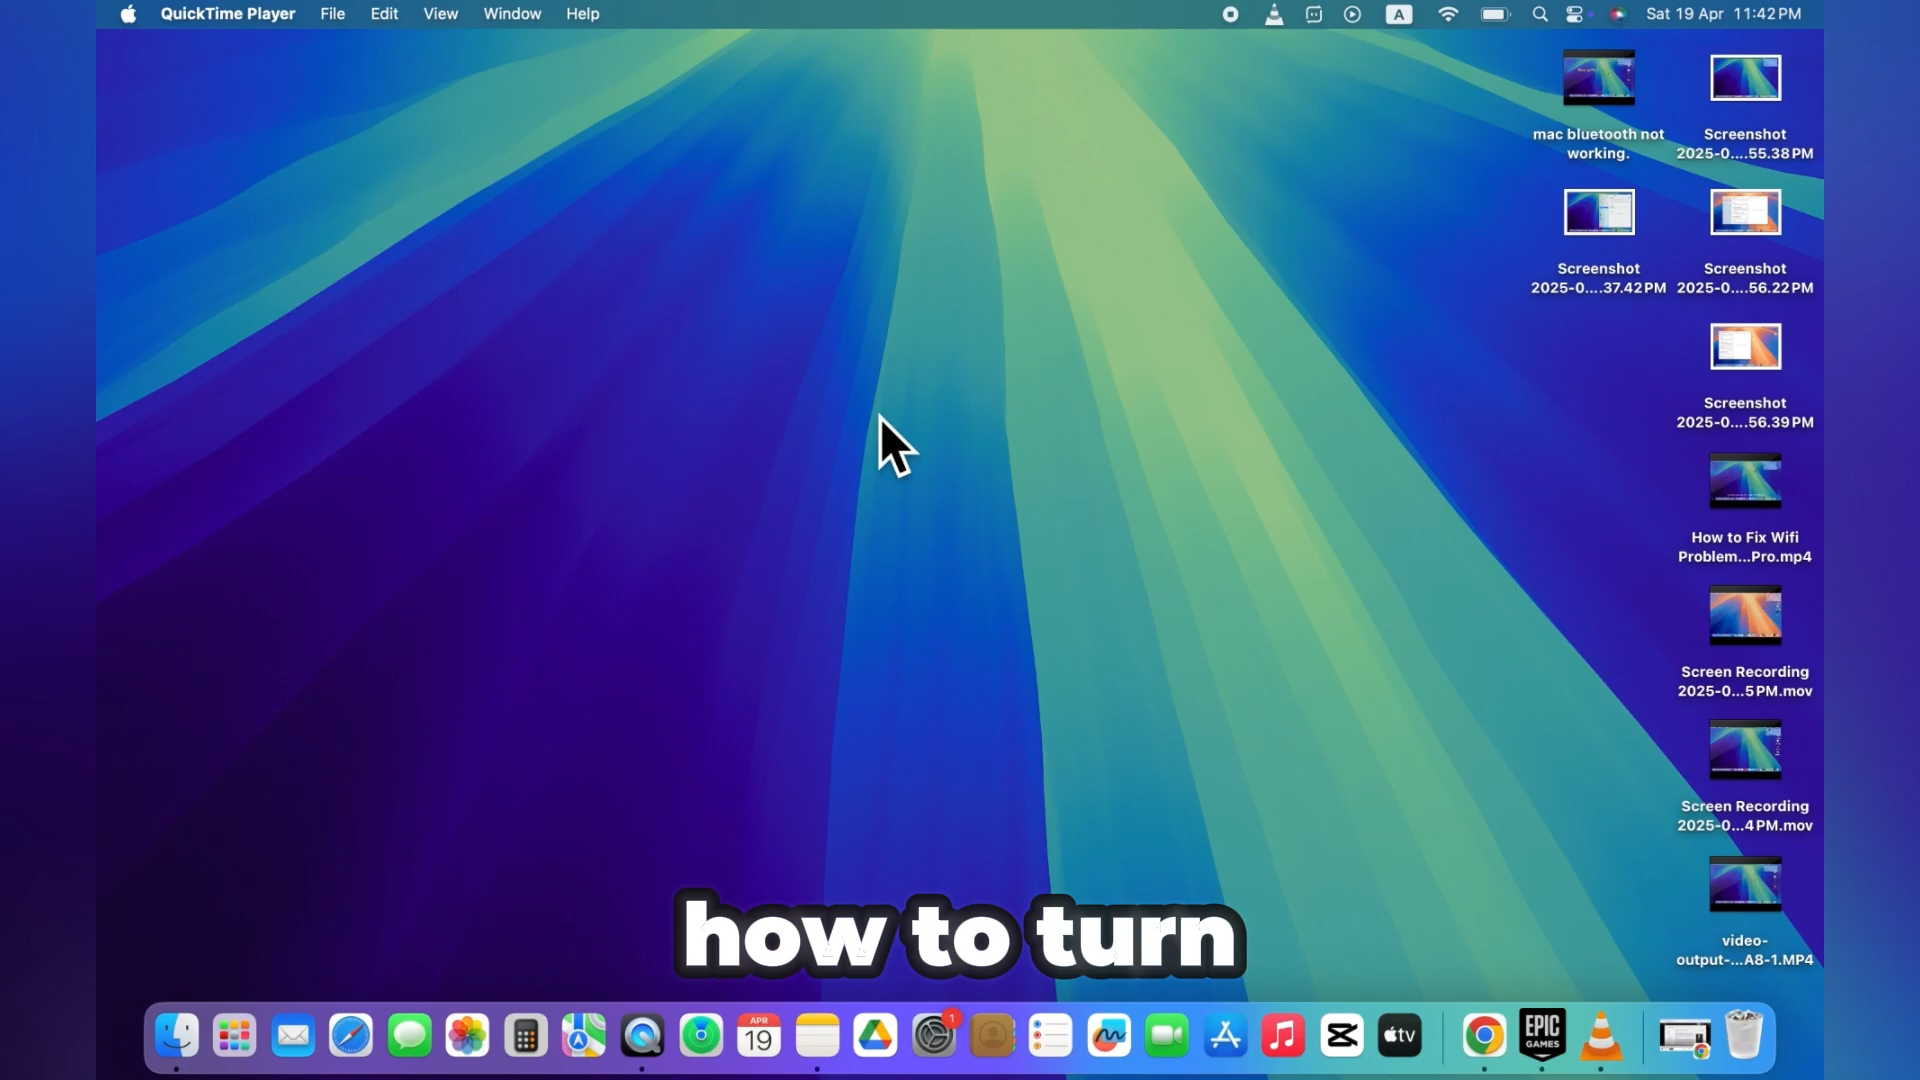 QuickTime Player File Edit View Window Help A Sat 19 Apr 11:42 PM
mac bluetooth not
working.
Screenshot
2025-0....55.38 PM
Screenshot
2025-0....37.42 PM
Screenshot
2025-0....56.22 PM
Screenshot
2025-0....56.39 PM
How to Fix Wifi
Problem...Pro.mp4
Screen Recording
2025-0...5 PM.mov
Screen Recording
2025-0...4 PM.mov
video-
output-...A8-1.MP4
how to turn
APR
19
1
tv
EPIC
GAMES